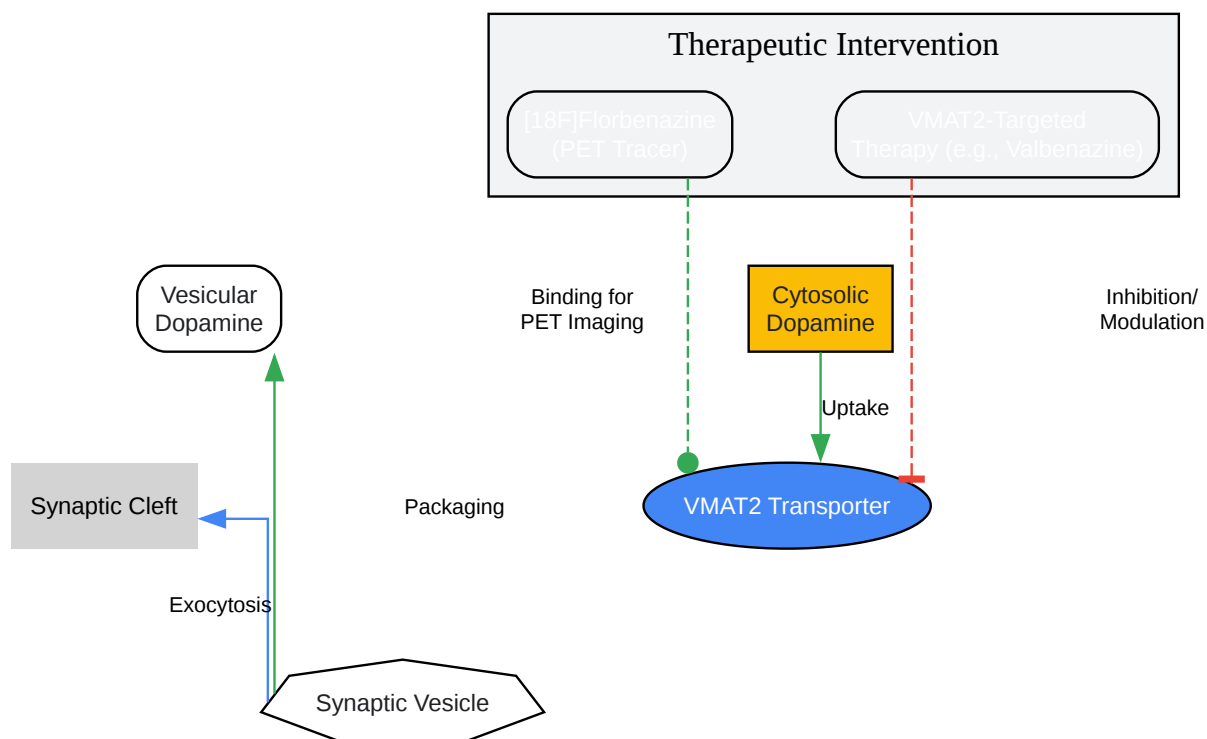 Therapeutic Intervention
[18F]Florbenazine
(PET Tracer)
VMAT2-Targeted
Therapy (e.g., Valbenazine)
Vesicular
Dopamine
Binding for
PET Imaging
Cytosolic
Dopamine
Inhibition/
Modulation
Uptake
Synaptic Cleft
Packaging
VMAT2 Transporter
Exocytosis
Synaptic Vesicle